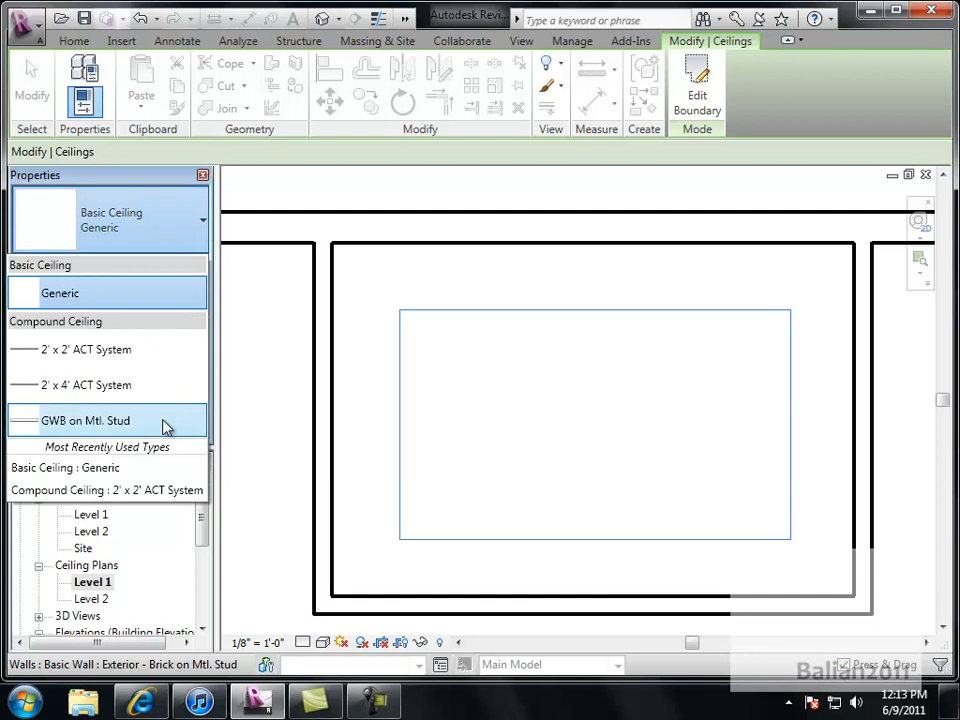 Autodesk Revi...
Type a keyword or phrase
Home Insert Annotate Analyze Structure Massing & Site Collaborate View Manage Add-Ins Modify | Ceilings
Modify
Cope
Cut
Join
Paste
Edit
Boundary
Select Properties Clipboard Geometry Modify View Measure Create Mode
Modify | Ceilings
Properties
Basic Ceiling
Generic
2D
Basic Ceiling
Generic
Compound Ceiling
2' x 2' ACT System
2' x 4' ACT System
GWB on Mtl. Stud
Most Recently Used Types
Basic Ceiling : Generic
Compound Ceiling : 2' x 2' ACT System
Level 1
Level 2
Site
Ceiling Plans
Level 1
Level 2
3D Views
Elevations (Building Elevatio
1/8" = 1'-0"
Walls : Basic Wall : Exterior - Brick on Mtl. Stud
Main Model
Press & Drag
Balian2011
12:13 PM
6/9/2011